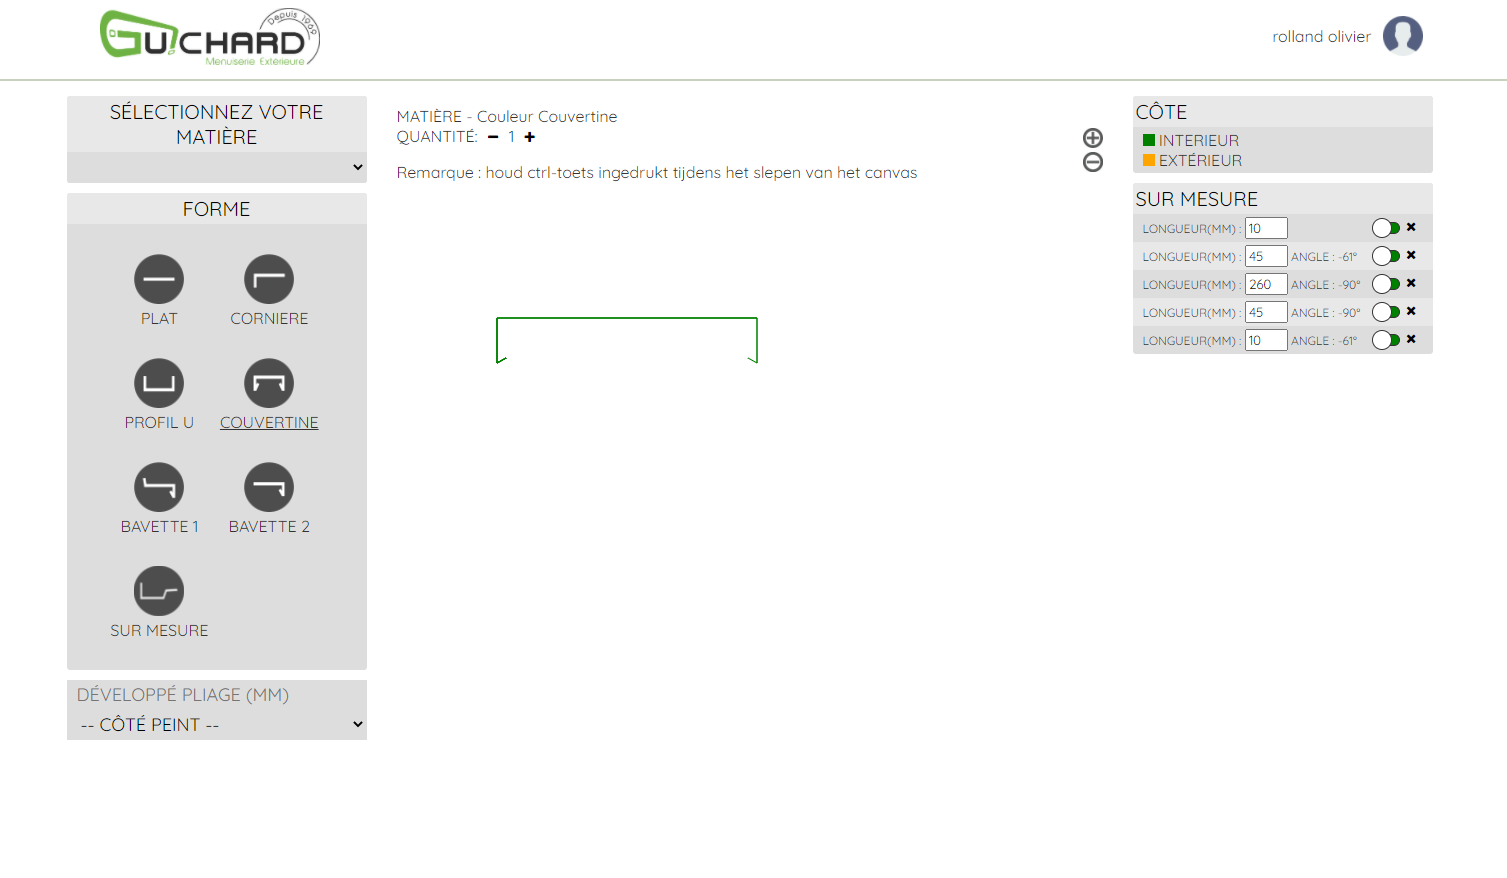 GUICHARD
Depuis 1969
Menuiserie Extérieure
rolland olivier
SÉLECTIONNEZ VOTRE
MATIÈRE
FORME
PLAT
CORNIERE
PROFIL U
COUVERTINE
BAVETTE 1
BAVETTE 2
SUR MESURE
DÉVELOPPÉ PLIAGE (MM)
-- CÔTÉ PEINT --
MATIÈRE - Couleur Couvertine
QUANTITÉ: - 1 +
Remarque : houd ctrl-toets ingedrukt tijdens het slepen van het canvas
CÔTE
INTERIEUR
EXTÉRIEUR
SUR MESURE
LONGUEUR(MM) : 10
LONGUEUR(MM) : 45 ANGLE : -61°
LONGUEUR(MM) : 260 ANGLE : -90°
LONGUEUR(MM) : 45 ANGLE : -90°
LONGUEUR(MM) : 10 ANGLE : -61°